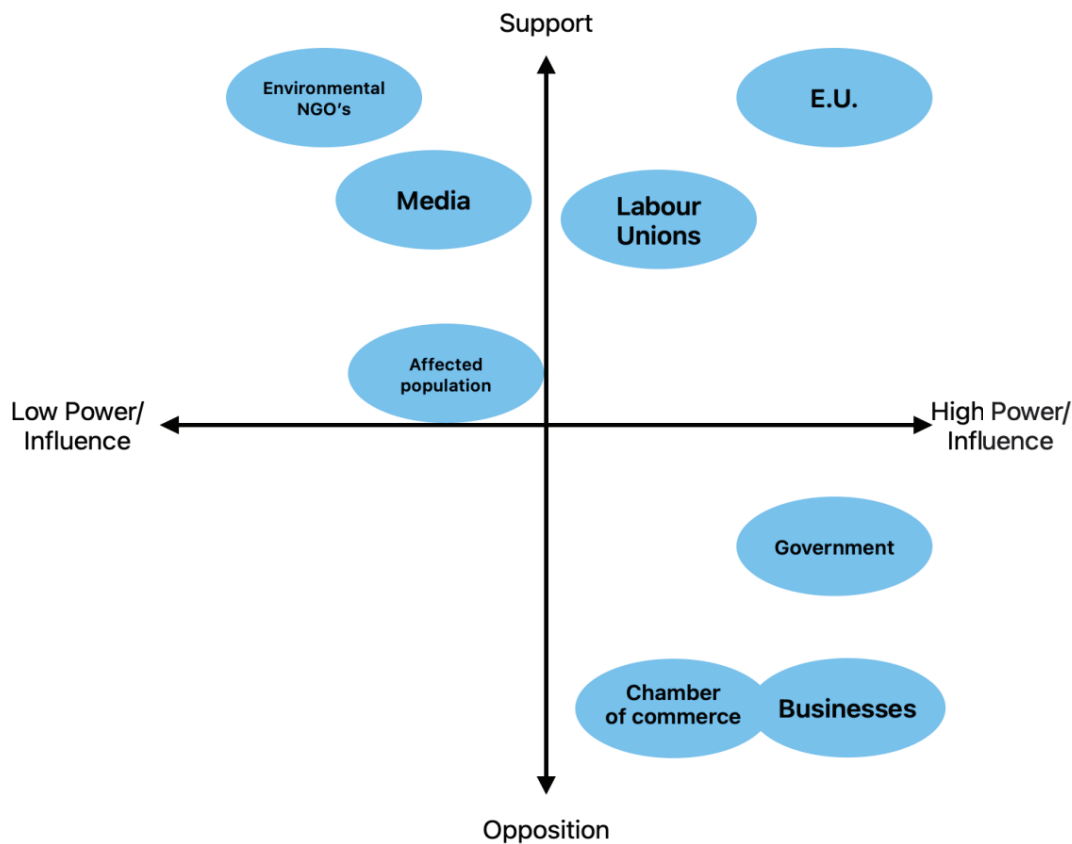 Support
Environmental
NGO's
E.U.
Media
Labour
Unions
Affected
population
Low Power/
Influence
High Power/
Influence
Government
Chamber
of commerce
Businesses
Opposition